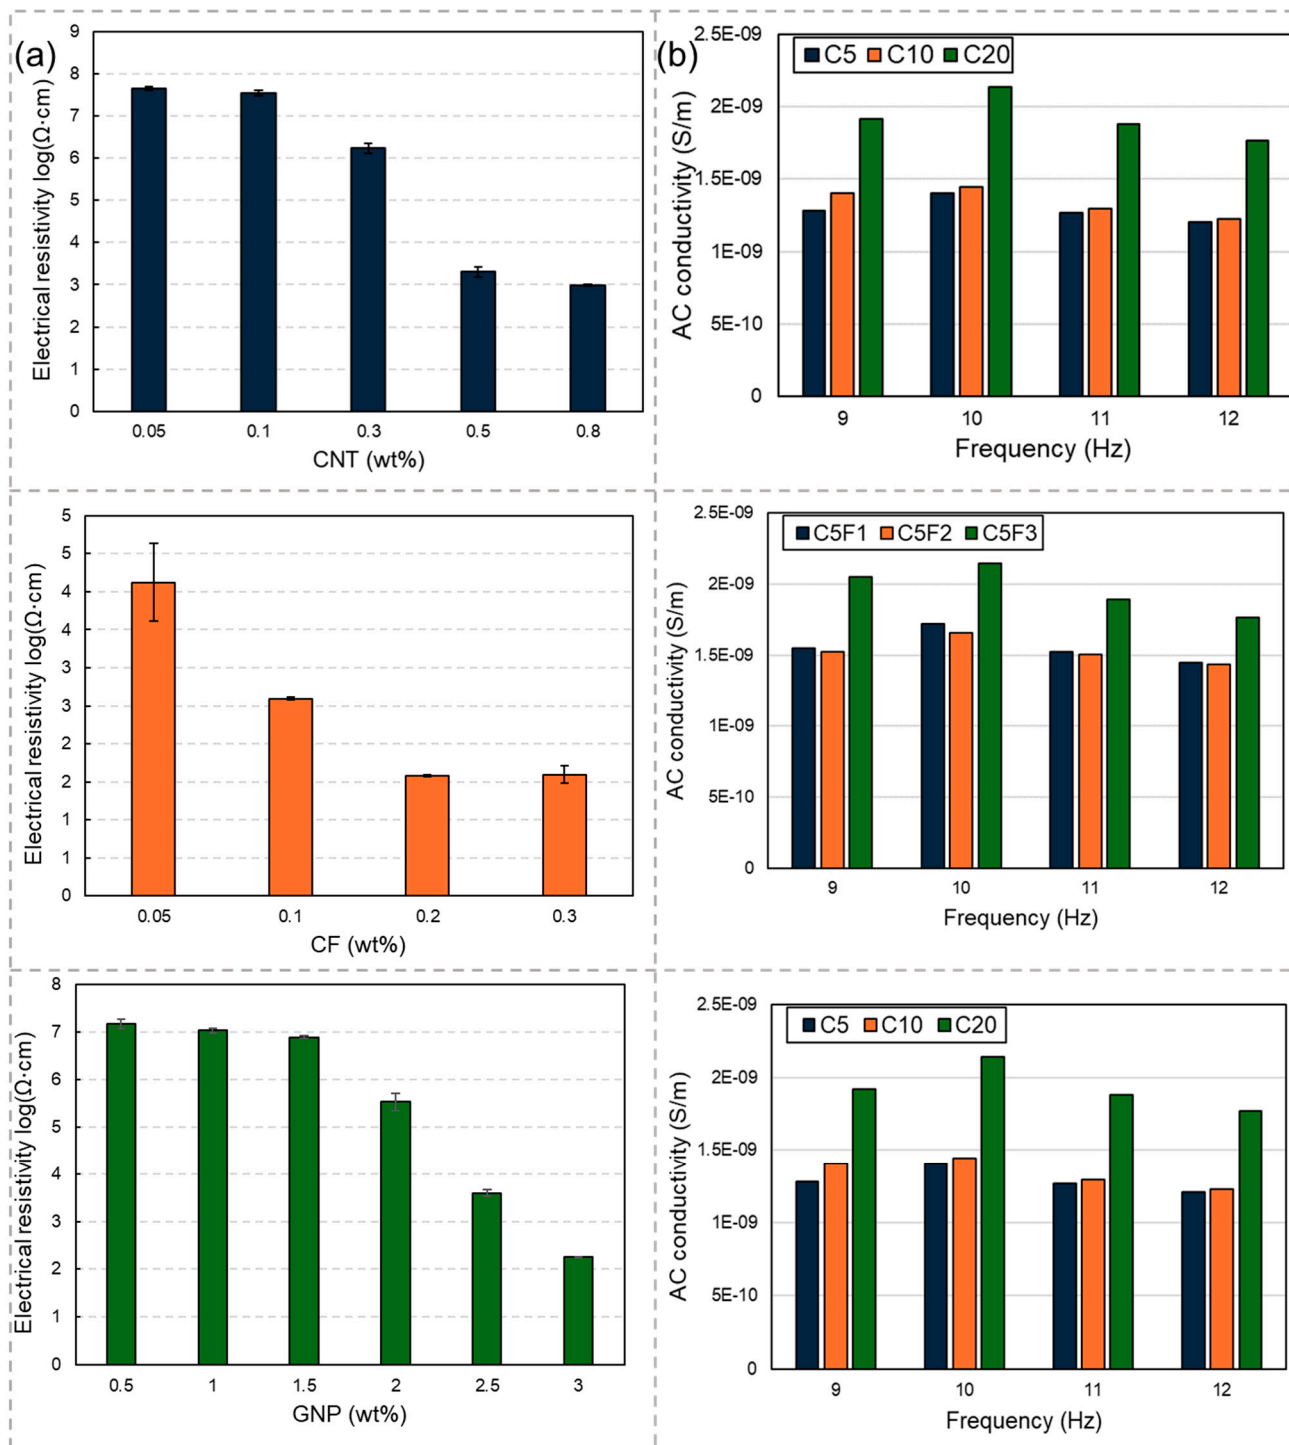 (a)
9
8
7
6
5
4
3
2
1
0
Electrical resistivity log(Ω·cm)
0.05 0.1 0.3 0.5 0.8
CNT (wt%)
(b)
2.5E-09
2E-09
1.5E-09
1E-09
5E-10
0
AC conductivity (S/m)
C5 C10 C20
9 10 11 12
Frequency (Hz)
5
5
4
4
3
3
2
2
1
1
0
Electrical resistivity log(Ω·cm)
0.05 0.1 0.2 0.3
CF (wt%)
2.5E-09
2E-09
1.5E-09
1E-09
5E-10
0
AC conductivity (S/m)
C5F1 C5F2 C5F3
9 10 11 12
Frequency (Hz)
8
7
6
5
4
3
2
1
0
Electrical resistivity log(Ω·cm)
0.5 1 1.5 2 2.5 3
GNP (wt%)
2.5E-09
2E-09
1.5E-09
1E-09
5E-10
0
AC conductivity (S/m)
C5 C10 C20
9 10 11 12
Frequency (Hz)